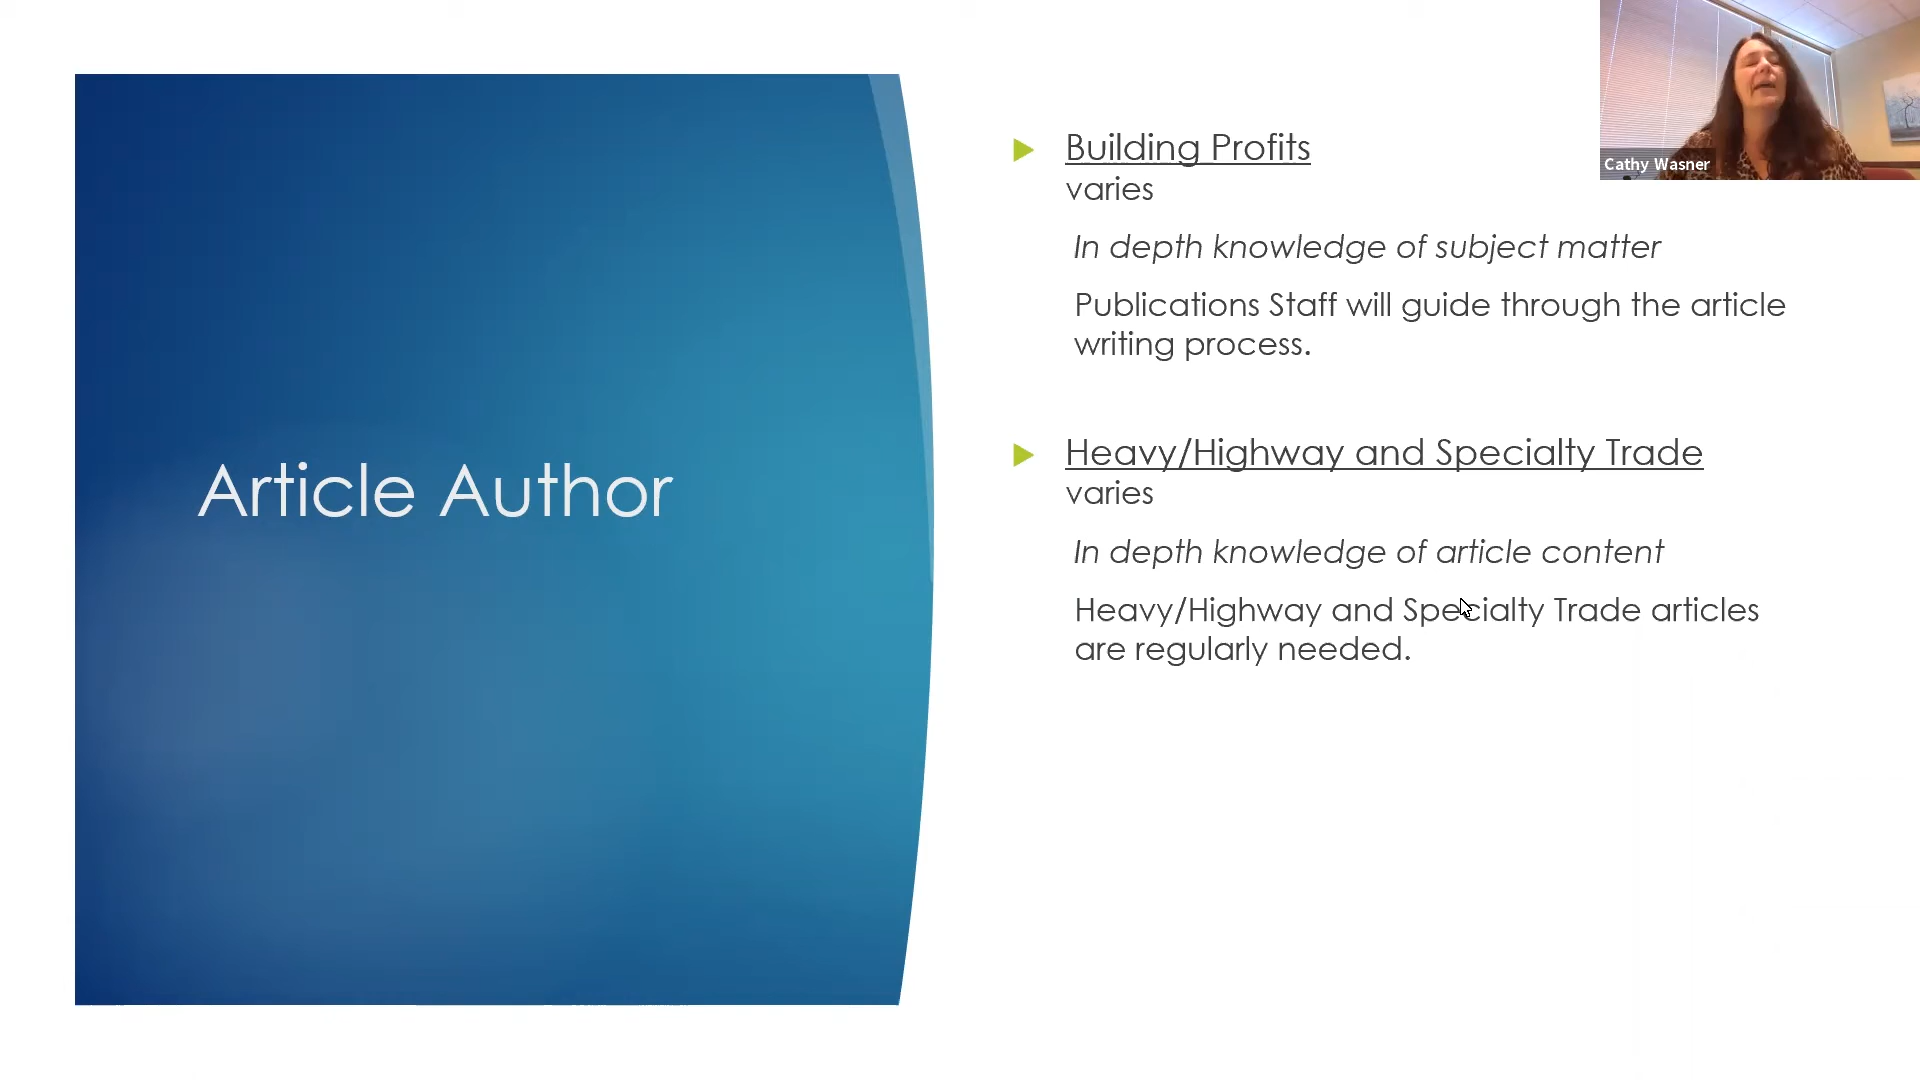 Article Author
Building Profits
varies
In depth knowledge of subject matter
Publications Staff will guide through the article
writing process.
Heavy/Highway and Specialty Trade
varies
In depth knowledge of article content
Heavy/Highway and Specialty Trade articles
are regularly needed.
Cathy Wasner